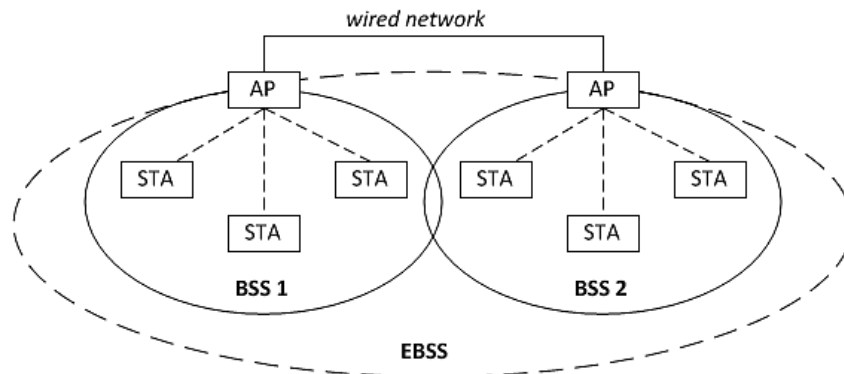 wired network
AP AP
STA STA STA STA
STA STA
BSS 1 BSS 2
EBSS